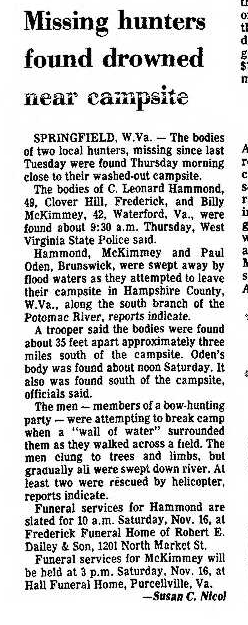 Missing hunters
found drowned
near campsite
SPRINGFIELD, W.Va. — The bodies
of two local hunters, missing since last
Tuesday were found Thursday morning
close to their washed-out campsite.
The bodies of C. Leonard Hammond,
49, Clover Hill, Frederick, and Billy
McKimmey, 42, Waterford, Va., were
found about 9:30 a.m. Thursday, West
Virginia State Police said.
Hammond, McKimmey and Paul
Oden, Brunswick, were swept away by
flood waters as they attempted to leave
their campsite in Hampshire County,
W.Va., along the south branch of the
Potomac River, reports indicate.
A trooper said the bodies were found
about 35 feet apart approximately three
miles south of the campsite. Oden's
body was found about noon Saturday. It
also was found south of the campsite,
officials said.
The men — members of a bow-hunting
party — were attempting to break camp
when a "wall of water" surrounded
them as they walked across a field. The
men clung to trees and limbs, but
gradually all were swept down river. At
least two were rescued by helicopter,
reports indicate.
Funeral services for Hammond are
slated for 10 a.m. Saturday, Nov. 16, at
Frederick Funeral Home of Robert E.
Dailey & Son, 1201 North Market St.
Funeral services for McKimmey will
be held at 3 p.m. Saturday, Nov. 16, at
Hall Funeral Home, Purcellville, Va.
—Susan C. Nicol